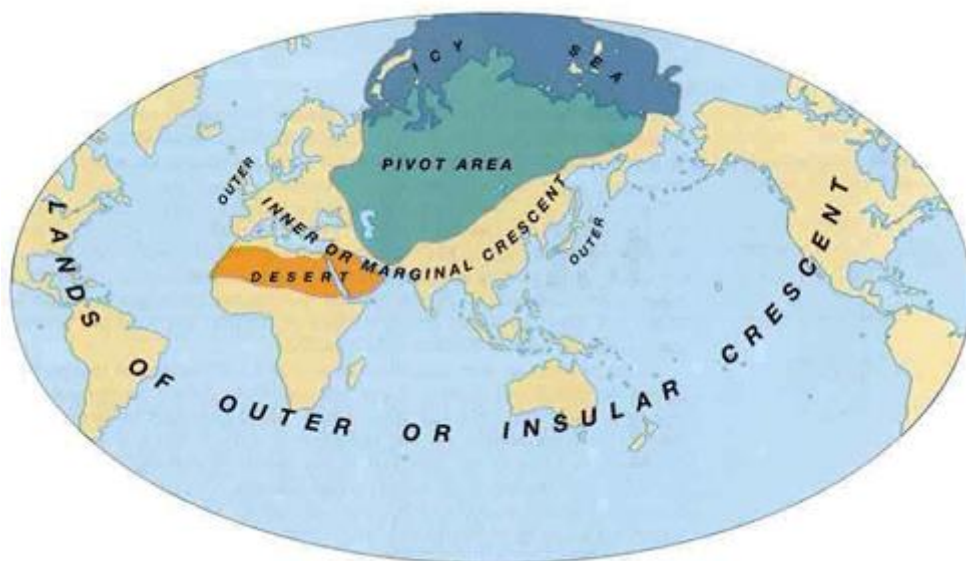 ICY SEA
PIVOT AREA
OUTER
INNER OR MARGINAL CRESCENT
OUTER
DESERT
LANDS OF OUTER OR INSULAR CRESCENT